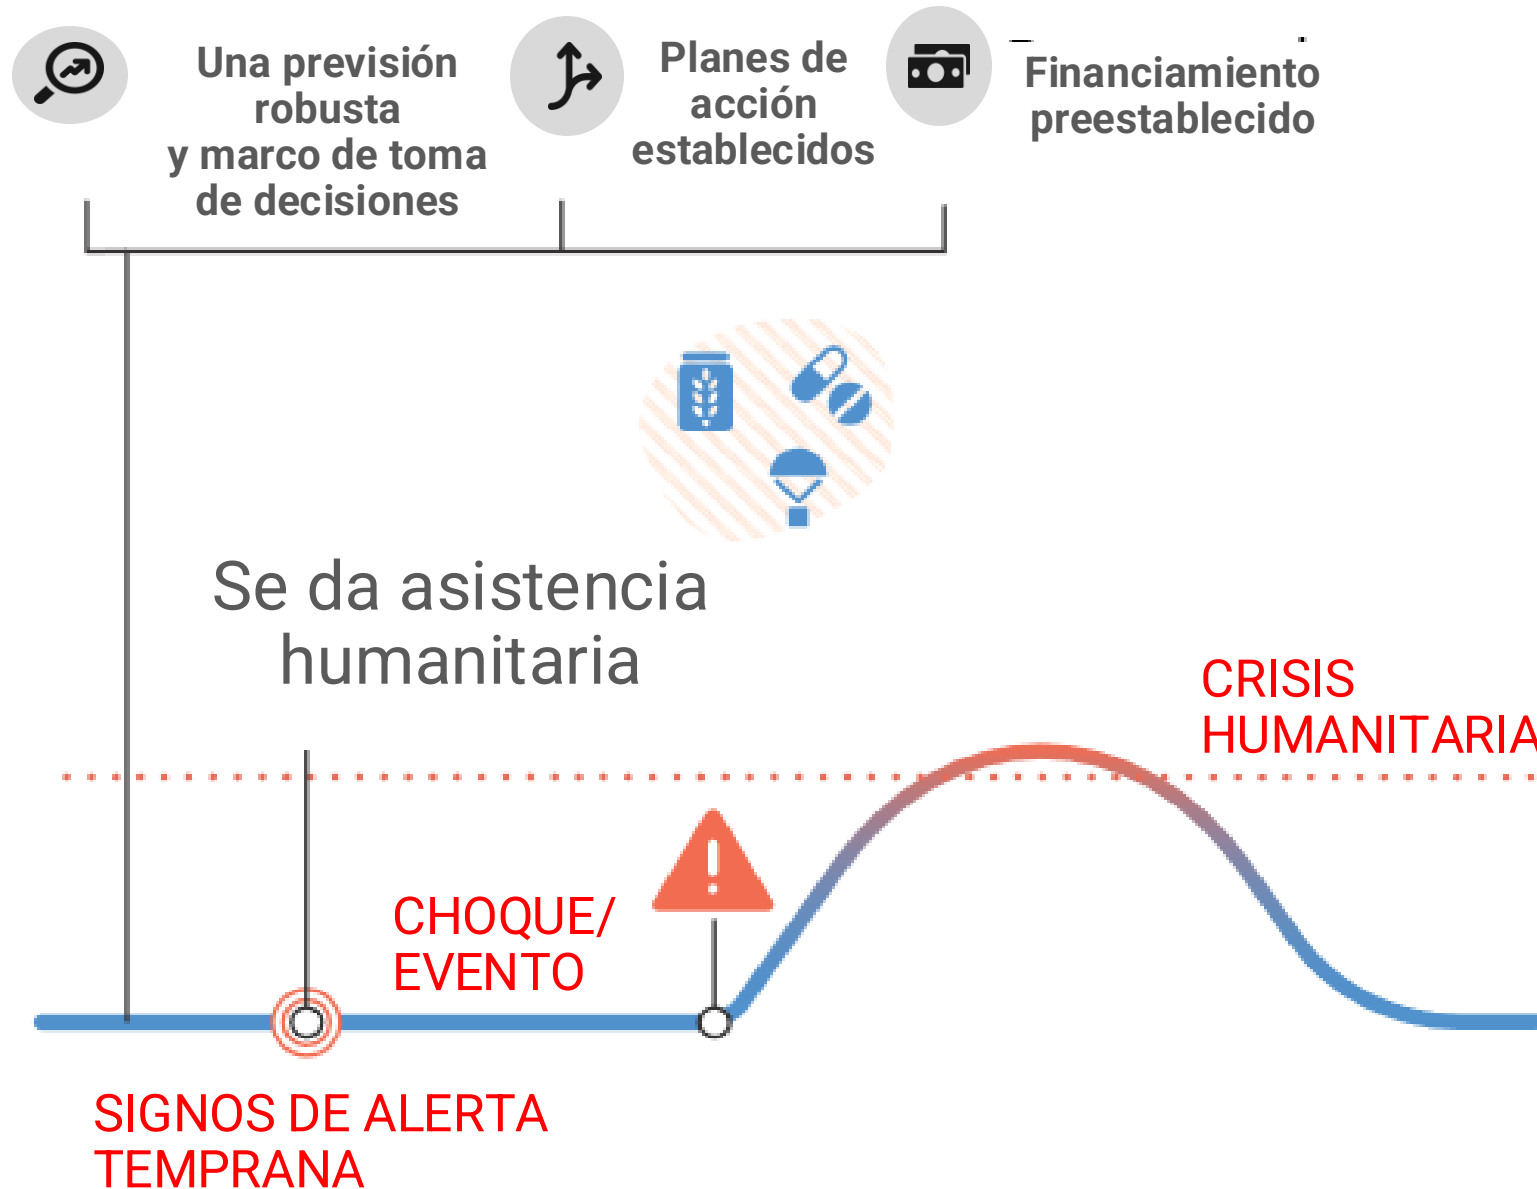 Una previsión
robusta
y marco de toma
de decisiones
Planes de
acción
establecidos
Financiamiento
preestablecido
Se da asistencia
humanitaria
CRISIS
HUMANITARIA
CHOQUE/
EVENTO
SIGNOS DE ALERTA
TEMPRANA